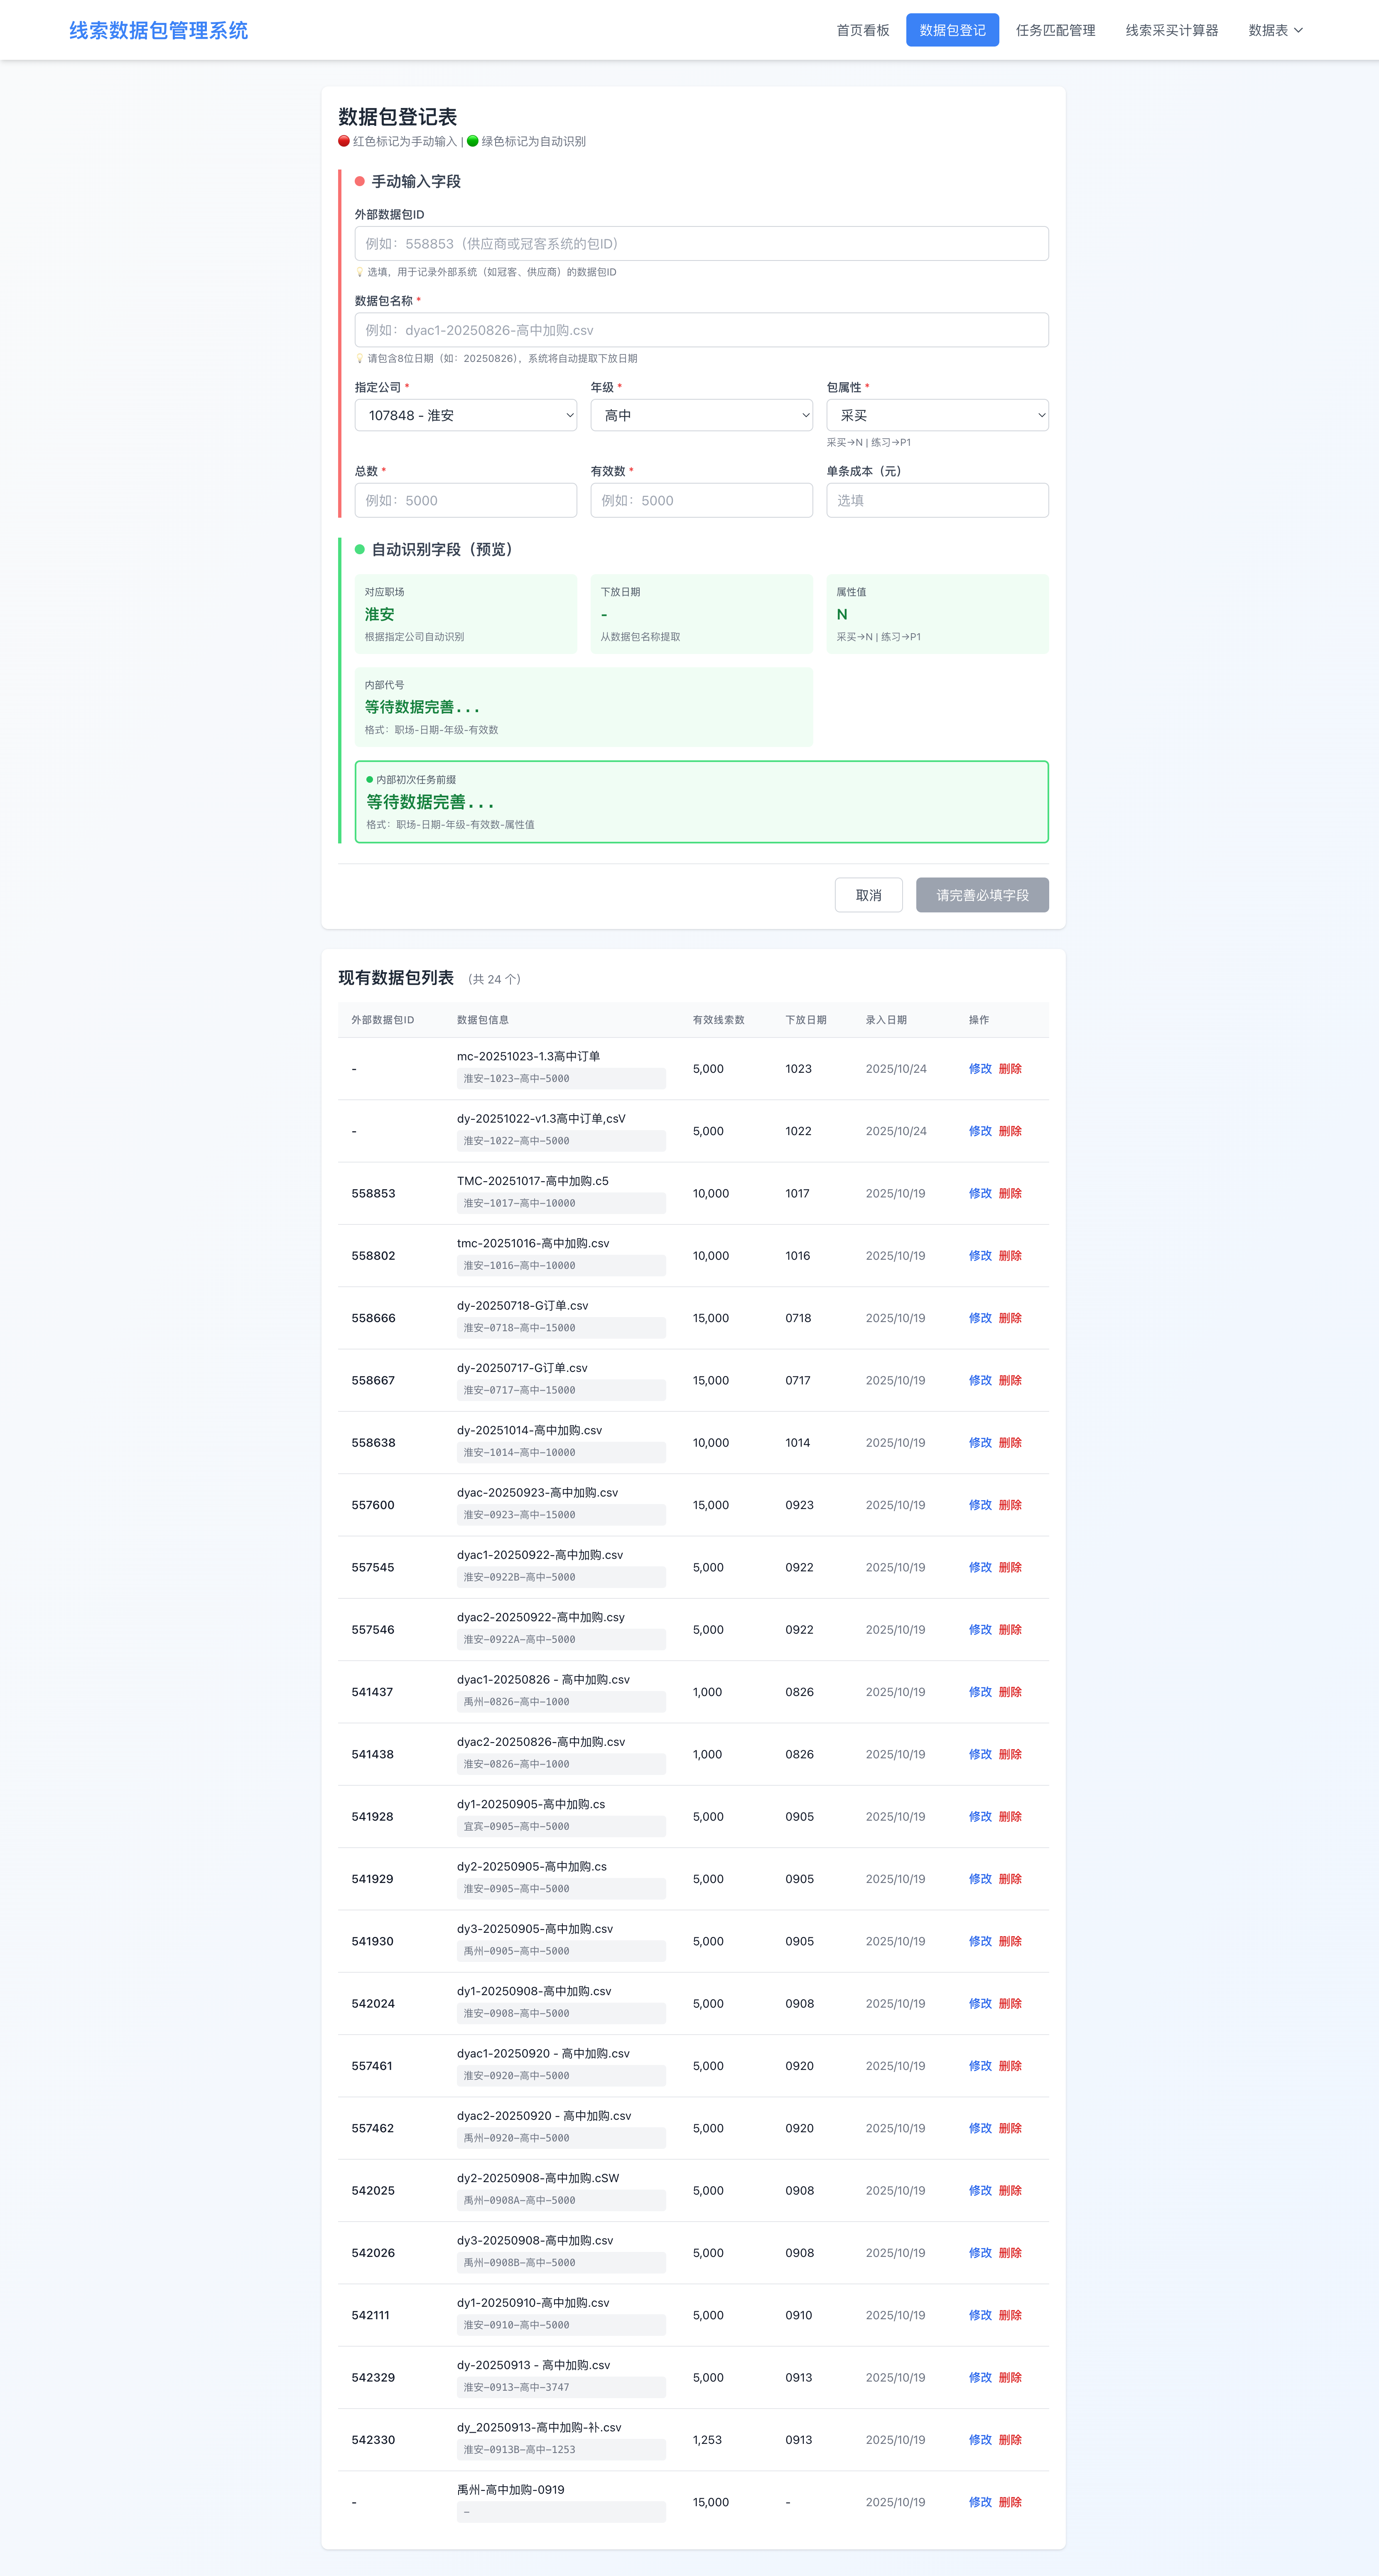 线索数据包管理系统
首页看板 数据包登记 任务匹配管理 线索采买计算器 数据表
数据包登记表
红色标记为手动输入 | 绿色标记为自动识别
手动输入字段
外部数据包ID
例如：558853（供应商或冠客系统的包ID）
选填，用于记录外部系统（如冠客、供应商）的数据包ID
数据包名称 *
例如：dyac1-20250826-高中加购.csv
请包含8位日期（如：20250826），系统将自动提取下放日期
指定公司 * 年级 * 包属性 *
107848 - 淮安 高中 采买
采买→N | 练习→P1
总数 * 有效数 * 单条成本（元）
例如：5000 例如：5000 选填
自动识别字段（预览）
对应职场 下放日期 属性值
淮安 - N
根据指定公司自动识别 从数据包名称提取 采买→N | 练习→P1
内部代号
等待数据完善...
格式：职场-日期-年级-有效数
内部初次任务前缀
等待数据完善...
格式：职场-日期-年级-有效数-属性值
取消 请完善必填字段
现有数据包列表 （共 24 个）
外部数据包ID 数据包信息 有效线索数 下放日期 录入日期 操作
mc-20251023-1.3高中订单
- 5,000 1023 2025/10/24 修改 删除
淮安-1023-高中-5000
dy-20251022-v1.3高中订单,csV
- 5,000 1022 2025/10/24 修改 删除
淮安-1022-高中-5000
TMC-20251017-高中加购.c5
558853 10,000 1017 2025/10/19 修改 删除
淮安-1017-高中-10000
tmc-20251016-高中加购.csv
558802 10,000 1016 2025/10/19 修改 删除
淮安-1016-高中-10000
dy-20250718-G订单.csv
558666 15,000 0718 2025/10/19 修改 删除
淮安-0718-高中-15000
dy-20250717-G订单.csv
558667 15,000 0717 2025/10/19 修改 删除
淮安-0717-高中-15000
dy-20251014-高中加购.csv
558638 10,000 1014 2025/10/19 修改 删除
淮安-1014-高中-10000
dyac-20250923-高中加购.csv
557600 15,000 0923 2025/10/19 修改 删除
淮安-0923-高中-15000
dyac1-20250922-高中加购.csv
557545 5,000 0922 2025/10/19 修改 删除
淮安-0922B-高中-5000
dyac2-20250922-高中加购.csy
557546 5,000 0922 2025/10/19 修改 删除
淮安-0922A-高中-5000
dyac1-20250826 - 高中加购.csv
541437 1,000 0826 2025/10/19 修改 删除
禹州-0826-高中-1000
dyac2-20250826-高中加购.csv
541438 1,000 0826 2025/10/19 修改 删除
淮安-0826-高中-1000
dy1-20250905-高中加购.cs
541928 5,000 0905 2025/10/19 修改 删除
宜宾-0905-高中-5000
dy2-20250905-高中加购.cs
541929 5,000 0905 2025/10/19 修改 删除
淮安-0905-高中-5000
dy3-20250905-高中加购.csv
541930 5,000 0905 2025/10/19 修改 删除
禹州-0905-高中-5000
dy1-20250908-高中加购.csv
542024 5,000 0908 2025/10/19 修改 删除
淮安-0908-高中-5000
dyac1-20250920 - 高中加购.csv
557461 5,000 0920 2025/10/19 修改 删除
淮安-0920-高中-5000
dyac2-20250920 - 高中加购.csv
557462 5,000 0920 2025/10/19 修改 删除
禹州-0920-高中-5000
dy2-20250908-高中加购.cSW
542025 5,000 0908 2025/10/19 修改 删除
禹州-0908A-高中-5000
dy3-20250908-高中加购.csv
542026 5,000 0908 2025/10/19 修改 删除
禹州-0908B-高中-5000
dy1-20250910-高中加购.csv
542111 5,000 0910 2025/10/19 修改 删除
淮安-0910-高中-5000
dy-20250913 - 高中加购.csv
542329 5,000 0913 2025/10/19 修改 删除
淮安-0913-高中-3747
dy_20250913-高中加购-补.csv
542330 1,253 0913 2025/10/19 修改 删除
淮安-0913B-高中-1253
禹州-高中加购-0919
- 15,000 - 2025/10/19 修改 删除
-